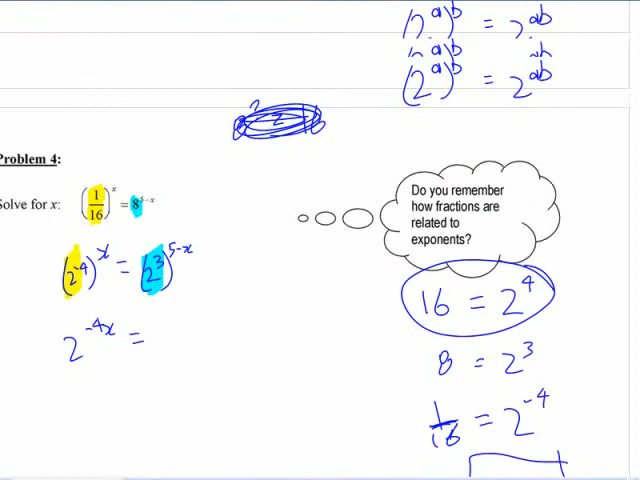 (2^a)^b = 2^ab
(2^a)^b = 2^ab
Problem 4:
Solve for x: (1/16)^x = 8^5-x
Do you remember
how fractions are
related to
exponents?
(2^-4)^x = (2^3)^5-x
16 = 2^4
2^-4x =
8 = 2^3
1/16 = 2^-4